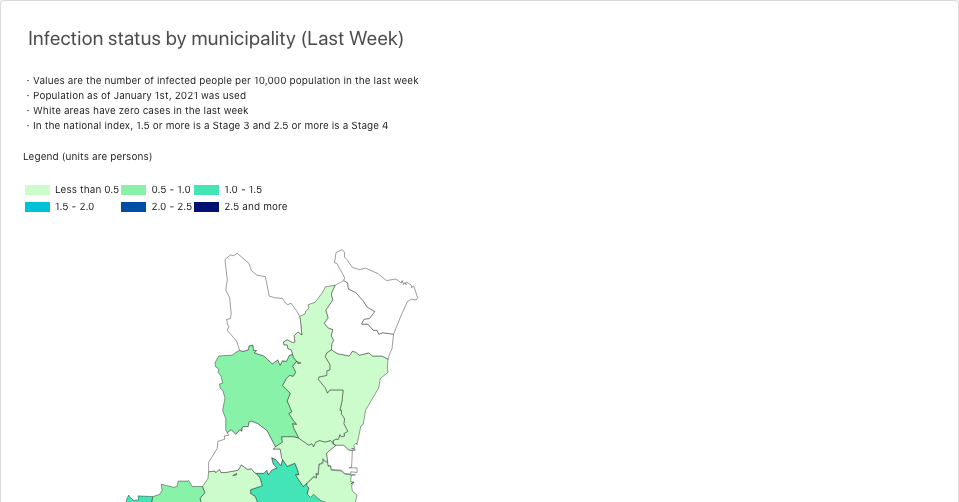 Infection status by municipality (Last Week)
· Values are the number of infected people per 10,000 population in the last week
· Population as of January 1st, 2021 was used
· White areas have zero cases in the last week
· In the national index, 1.5 or more is a Stage 3 and 2.5 or more is a Stage 4
Legend (units are persons)
Less than 0.5 0.5 - 1.0 1.0 - 1.5
1.5 - 2.0 2.0 - 2.5 2.5 and more